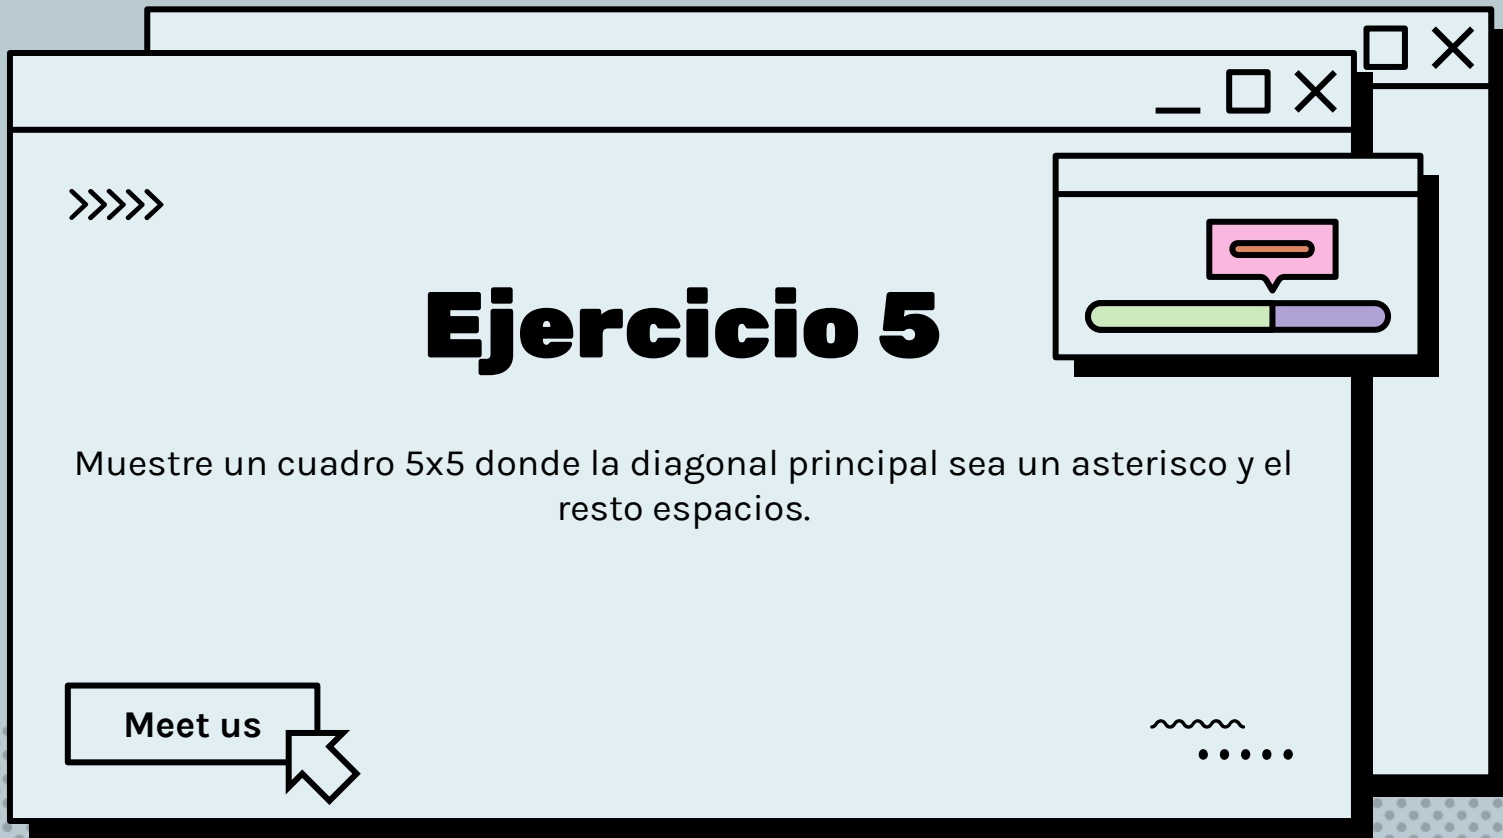 Ejercicio 5
Muestre un cuadro 5x5 donde la diagonal principal sea un asterisco y el
resto espacios.
Meet us